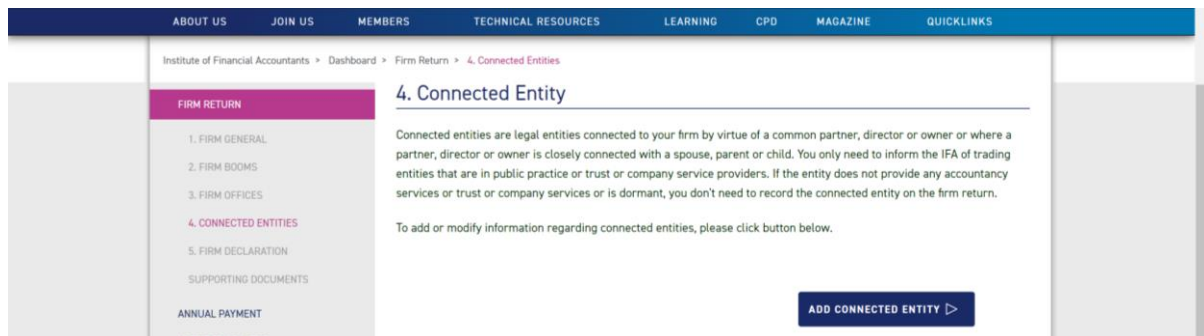 ABOUT US JOIN US MEMBERS TECHNICAL RESOURCES LEARNING CPD MAGAZINE QUICKLINKS
Institute of Financial Accountants > Dashboard > Firm Return > 4. Connected Entities
FIRM RETURN
1. FIRM GENERAL
2. FIRM BOOMS
3. FIRM OFFICES
4. CONNECTED ENTITIES
5. FIRM DECLARATION
SUPPORTING DOCUMENTS
ANNUAL PAYMENT
4. Connected Entity
Connected entities are legal entities connected to your firm by virtue of a common partner, director or owner or where a
partner, director or owner is closely connected with a spouse, parent or child. You only need to inform the IFA of trading
entities that are in public practice or trust or company service providers. If the entity does not provide any accountancy
services or trust or company services or is dormant, you don't need to record the connected entity on the firm return.
To add or modify information regarding connected entities, please click button below.
ADD CONNECTED ENTITY